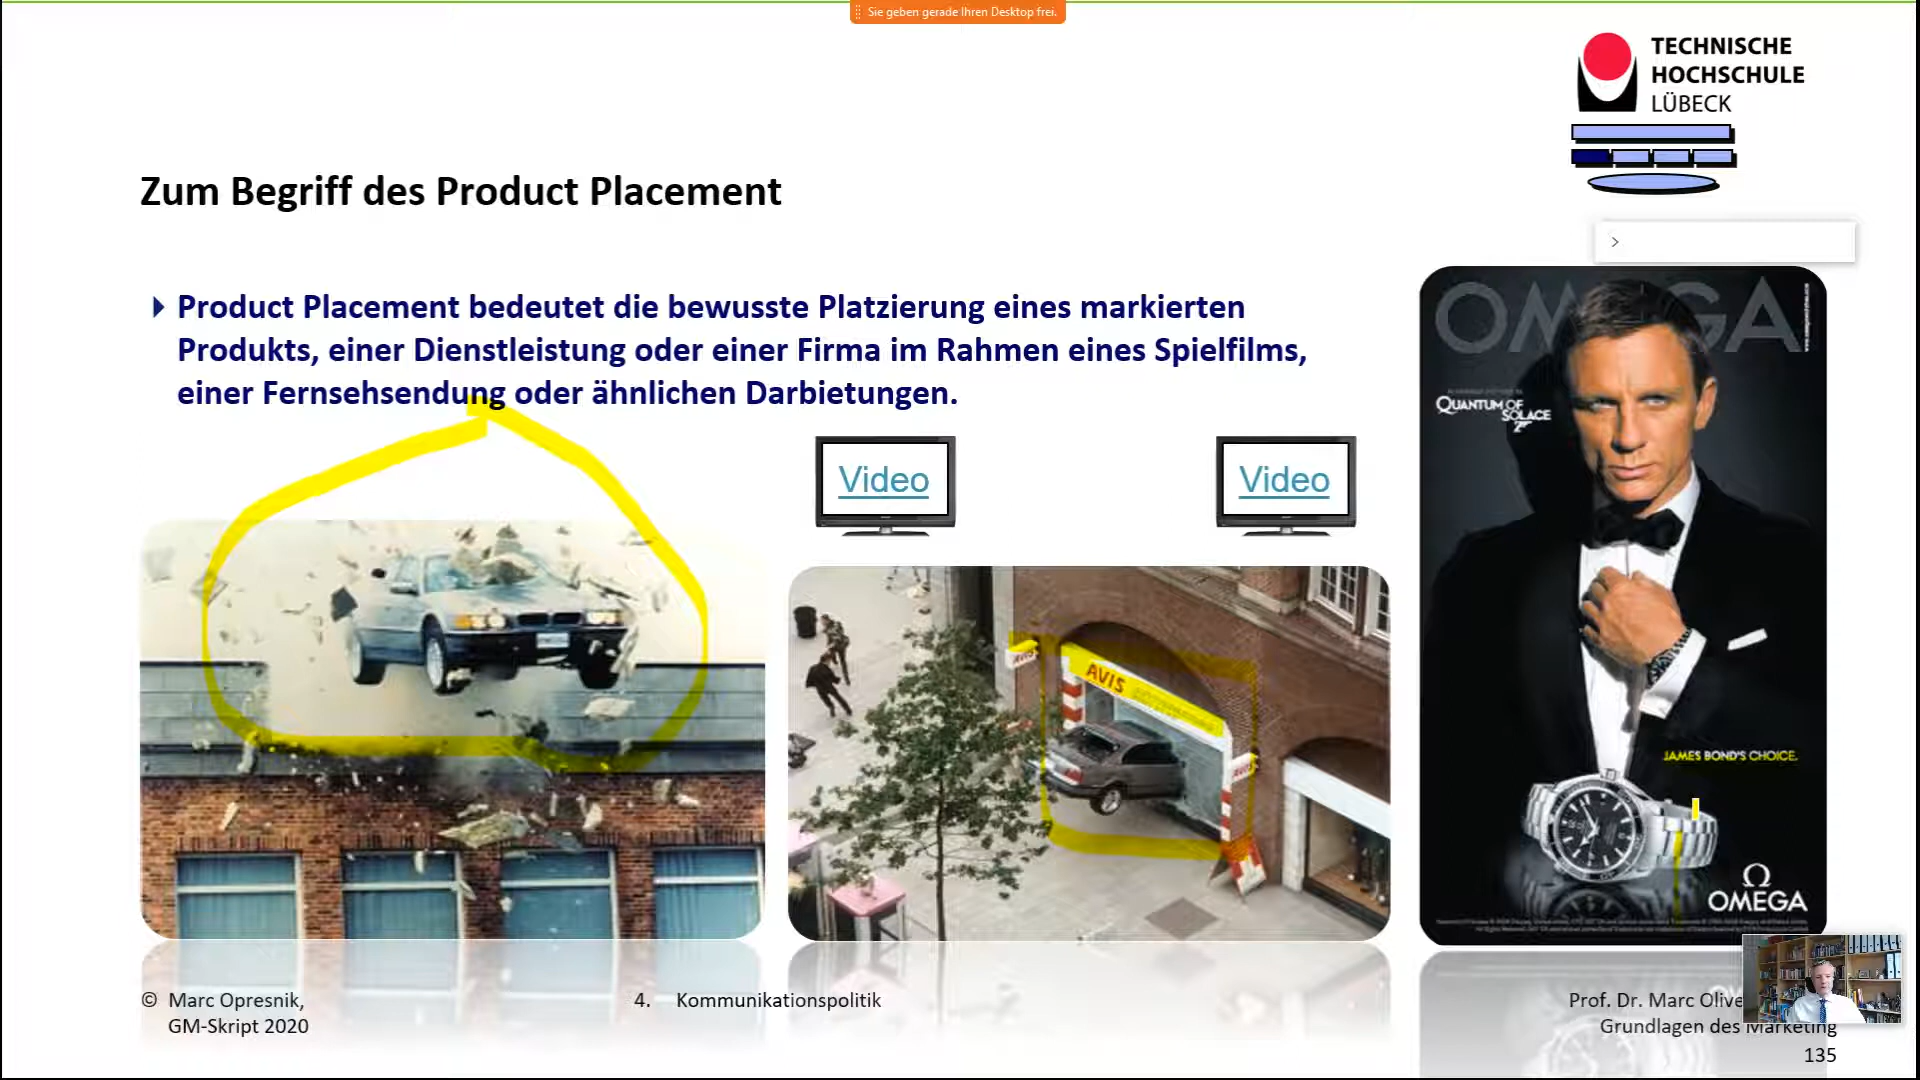 Sie geben gerade Ihren Desktop frei.
TECHNISCHE
HOCHSCHULE
LÜBECK
Zum Begriff des Product Placement
Product Placement bedeutet die bewusste Platzierung eines markierten
Produkts, einer Dienstleistung oder einer Firma im Rahmen eines Spielfilms,
einer Fernsehsendung oder ähnlichen Darbietungen.
Video
Video
OMEGA
QUANTUM OF
SOLACE
AVIS
AVIS
AVIS
JAMES BOND'S CHOICE.
Ω
OMEGA
© Marc Opresnik,
GM-Skript 2020
4. Kommunikationspolitik
Prof. Dr. Marc Olive
Grundlagen des Marketing
135